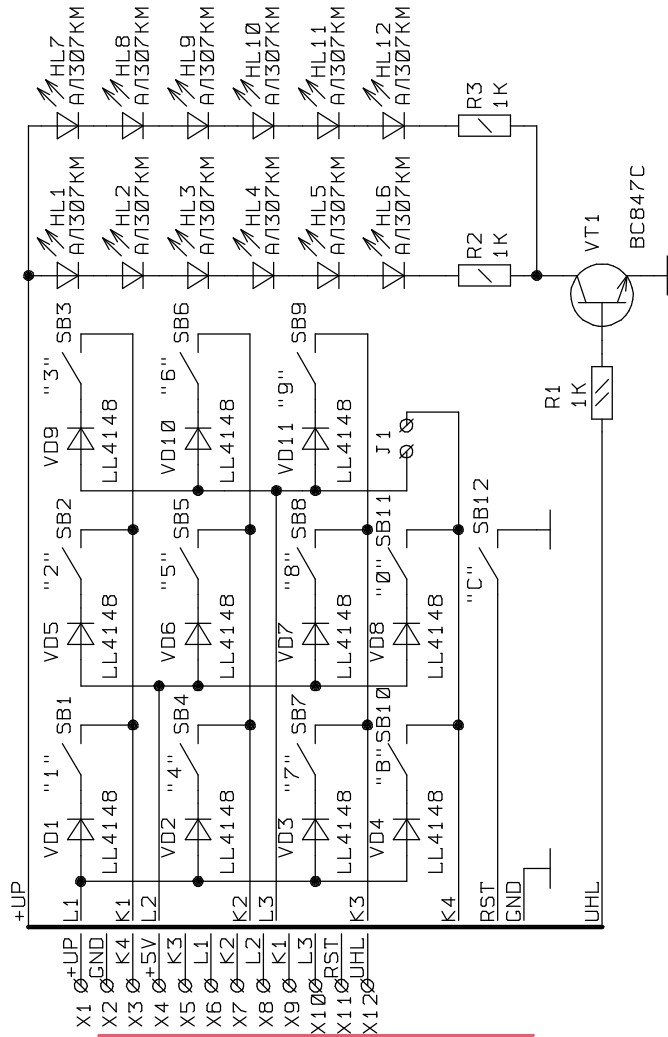 HL7
АЛ307КМ
HL8
АЛ307КМ
HL9
АЛ307КМ
HL10
АЛ307КМ
HL11
АЛ307КМ
HL12
АЛ307КМ
R3
1K
HL1
АЛ307КМ
HL2
АЛ307КМ
HL3
АЛ307КМ
HL4
АЛ307КМ
HL5
АЛ307КМ
HL6
АЛ307КМ
R2
1K
VT1
BC847C
"3" SB3
VD9
LL4148
"6" SB6
VD10
LL4148
"9" SB9
VD11
LL4148
J1
R1
1K
"2" SB2
VD5
LL4148
"5" SB5
VD6
LL4148
"8" SB8
VD7
LL4148
"0" SB11
VD8
LL4148
"C" SB12
"1" SB1
VD1
LL4148
"4" SB4
VD2
LL4148
"7" SB7
VD3
LL4148
"B" SB10
VD4
LL4148
+UP
L1
K1
L2
K2
L3
K3
K4
RST
GND
UHL
X1 +UP
X2 GND
X3 K4
X4 +5V
X5 K3
X6 L1
X7 K2
X8 L2
X9 K1
X10 L3
X11 RST
X12 UHL